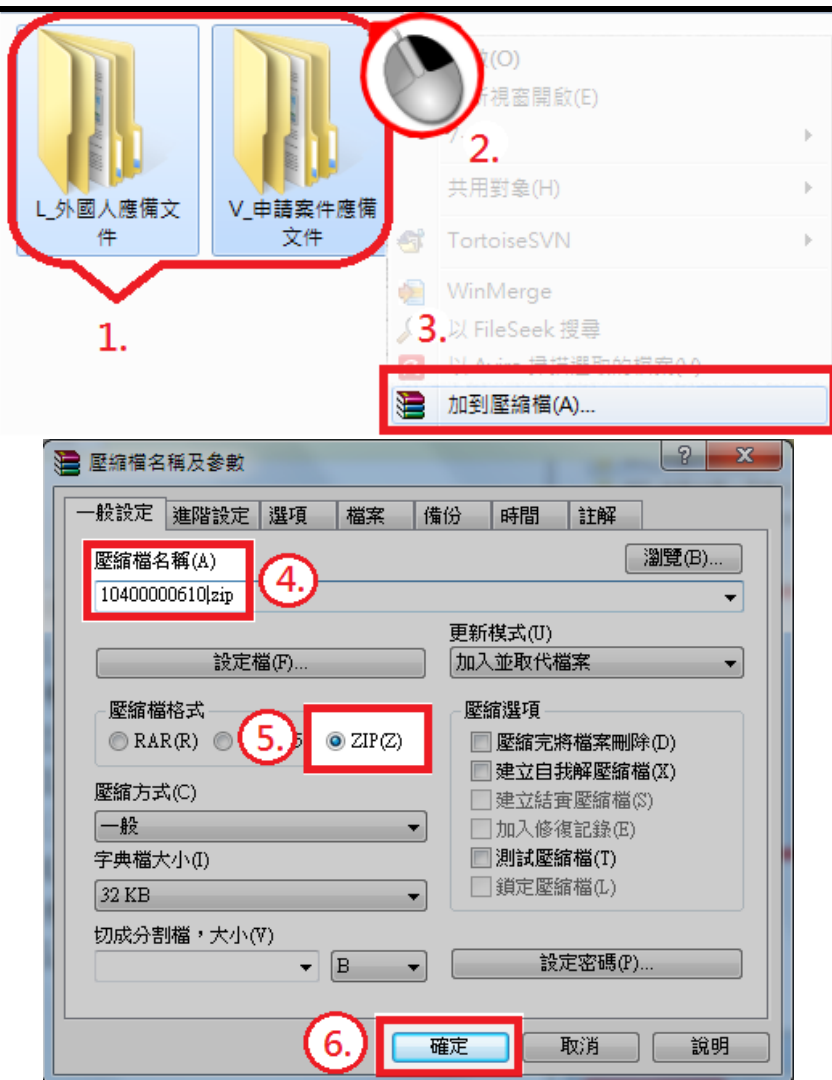 L_外國人應備文
件
V_申請案件應備
文件
1.
2.
(O)
視窗開啟(E)
共用對象(H)
TortoiseSVN
WinMerge
3.
以 FileSeek 搜尋
加到壓縮檔(A)...
壓縮檔名稱及參數
一般設定 進階設定 選項 檔案 備份 時間 註解
壓縮檔名稱(A)
瀏覽(B)...
10400000610.zip
4.
更新模式(U)
設定檔(F)...
加入並取代檔案
壓縮檔格式
RAR(R)
5.
5
ZIP(Z)
壓縮選項
壓縮完將檔案刪除(D)
建立自我解壓縮檔(X)
建立結實壓縮檔(S)
加入修復記錄(E)
測試壓縮檔(T)
鎖定壓縮檔(L)
壓縮方式(C)
一般
字典檔大小(I)
32 KB
切成分割檔，大小(V)
B
設定密碼(P)...
6.
確定
取消
說明